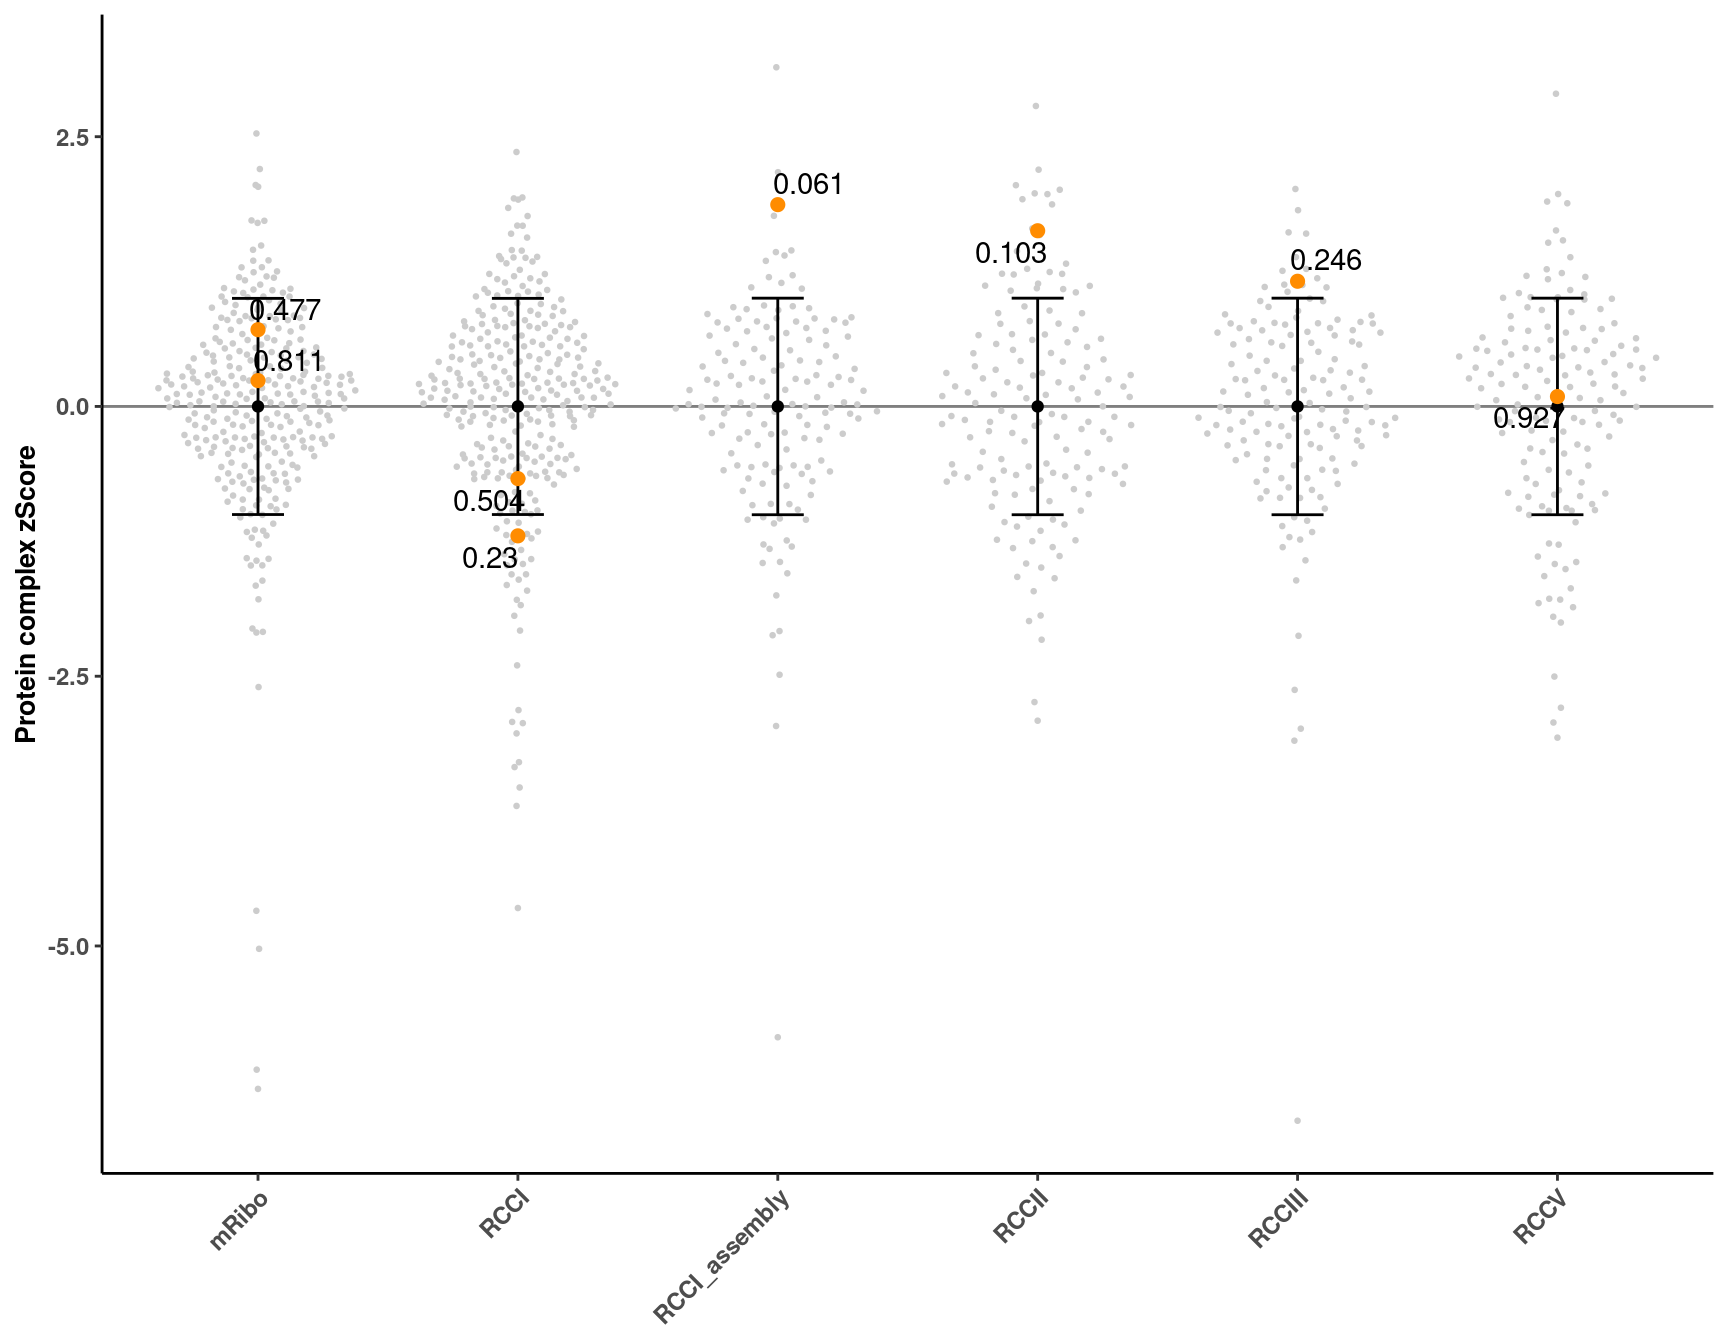 Protein complex zScore
2.5
0.0
-2.5
-5.0
0.477
0.811
0.504
0.23
0.061
0.103
0.246
0.927
mRibo
RCCI
RCCI_assembly
RCCII
RCCIII
RCCV